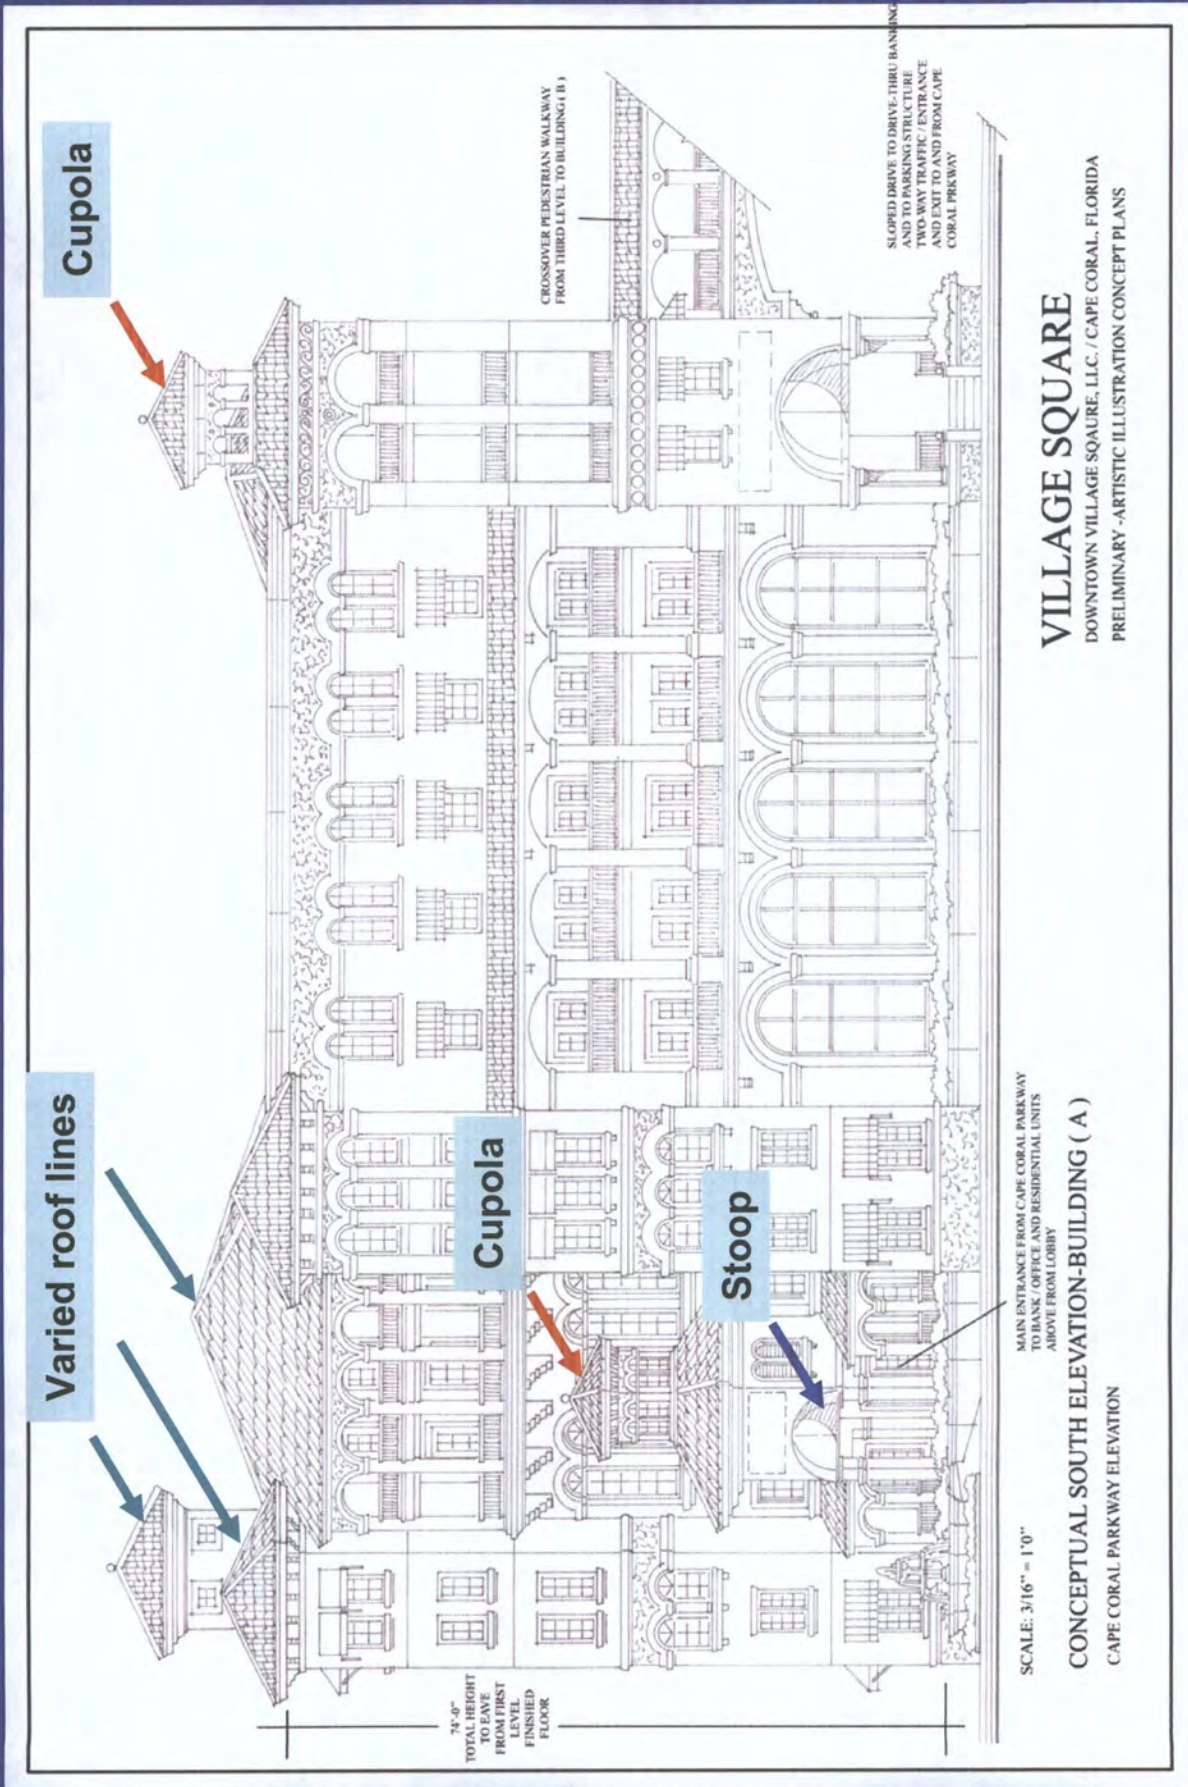 Varied roof lines
Cupola
Cupola
Stoop
CROSSOVER PEDESTRIAN WALKWAY
FROM THIRD LEVEL TO BUILDING ( B )
SLOPED DRIVE TO DRIVE-THRU BANKING
AND TO PARKING STRUCTURE
TWO-WAY TRAFFIC / ENTRANCE
AND EXIT TO AND FROM CAPE
CORAL PRKWAY
74'-0"
TOTAL HEIGHT
TO EAVE
FROM FIRST
LEVEL
FINISHED
FLOOR
MAIN ENTRANCE FROM CAPE CORAL PARKWAY
TO BANK / OFFICE AND RESIDENTIAL UNITS
ABOVE FROM LOBBY
SCALE: 3/16" = 1'0"
CONCEPTUAL SOUTH ELEVATION-BUILDING ( A )
CAPE CORAL PARKWAY ELEVATION
VILLAGE SQUARE
DOWNTOWN VILLAGE SQAURE, LLC. / CAPE CORAL, FLORIDA
PRELIMINARY -ARTISTIC ILLUSTRATION CONCEPT PLANS